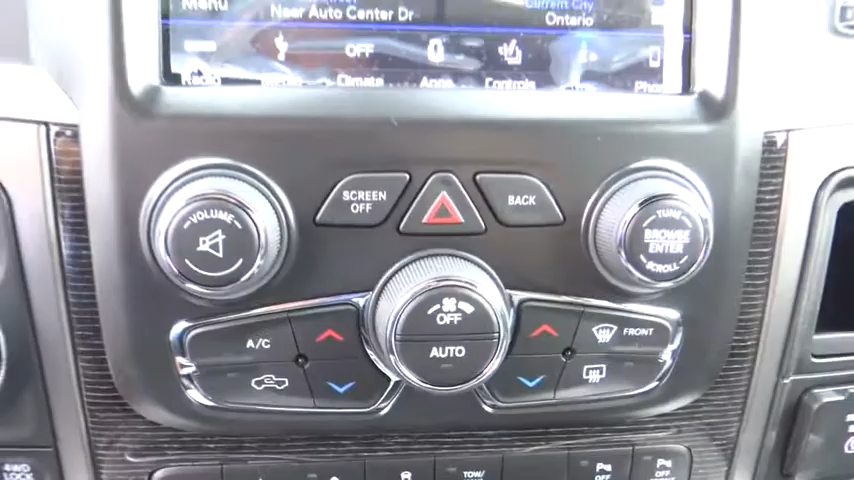 Menu
Near Auto Center Dr
Current City
Ontario
OFF
Radio
Climate
Apps
Controls
Phone
VOLUME
SCREEN
OFF
BACK
TUNE
BROWSE
ENTER
SCROLL
OFF
AUTO
A/C
FRONT
4WD
LOCK
TOW/
P
OFF
P
OFF